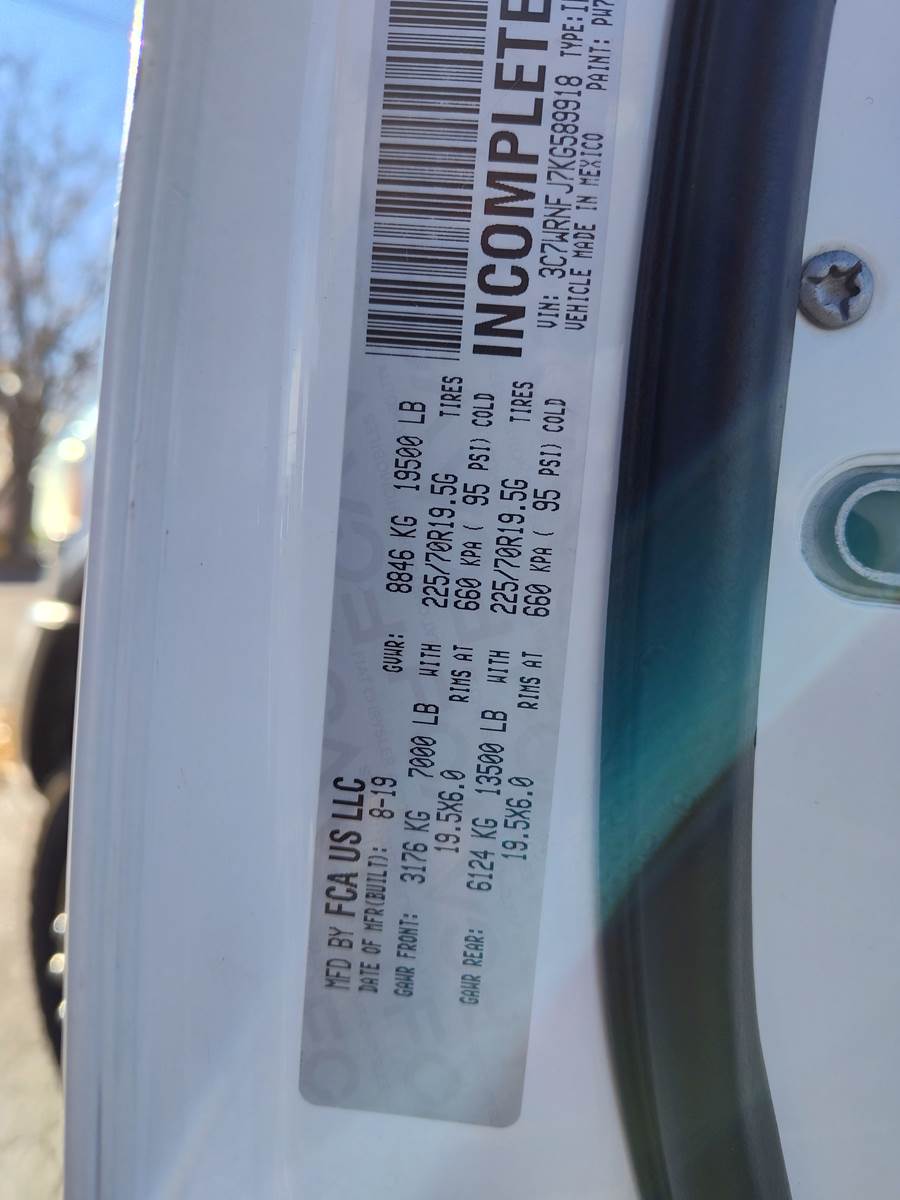 MFD BY FCA US LLC
DATE OF MFR(BUILT): 8-19 GVWR: 8846 KG 19500 LB
GAWR FRONT: 3176 KG 7000 LB WITH 225/70R19.5G TIRES
19.5X6.0 RIMS AT 660 KPA ( 95 PSI) COLD
GAWR REAR: 6124 KG 13500 LB WITH 225/70R19.5G TIRES
19.5X6.0 RIMS AT 660 KPA ( 95 PSI) COLD
INCOMPLETE
VIN: 3C7WRNFJ7KG589918 TYPE:
VEHICLE MADE IN MEXICO PAINT: PW7